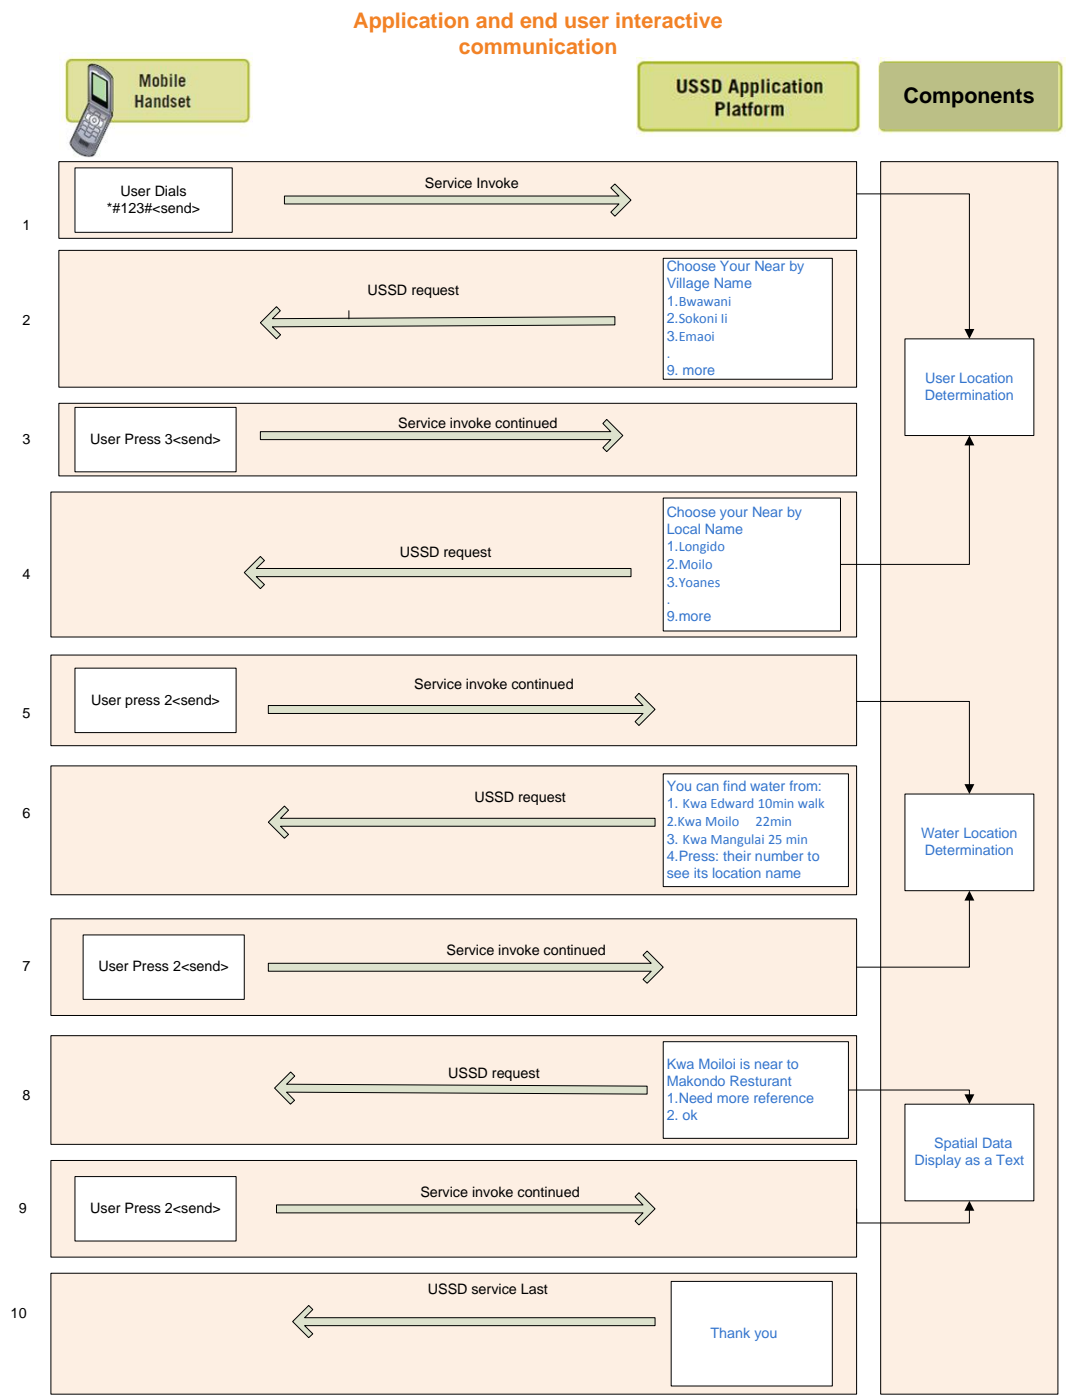 Application and end user interactive
communication
Mobile
Handset
USSD Application
Platform
Components
1
User Dials
*#123#<send>
Service Invoke
2
USSD request
Choose Your Near by
Village Name
1.Bwawani
2.Sokoni Ii
3.Emaoi
.
9. more
User Location
Determination
3
User Press 3<send>
Service invoke continued
4
USSD request
Choose your Near by
Local Name
1.Longido
2.Moilo
3.Yoanes
.
9.more
5
User press 2<send>
Service invoke continued
6
USSD request
You can find water from:
1. Kwa Edward 10min walk
2.Kwa Moilo 22min
3. Kwa Mangulai 25 min
4.Press: their number to
see its location name
Water Location
Determination
7
User Press 2<send>
Service invoke continued
8
USSD request
Kwa Moiloi is near to
Makondo Resturant
1.Need more reference
2. ok
Spatial Data
Display as a Text
9
User Press 2<send>
Service invoke continued
10
USSD service Last
Thank you